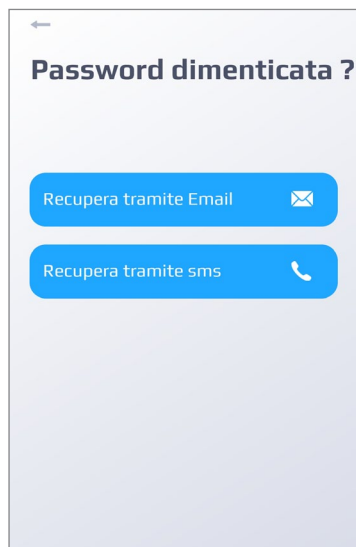 Password dimenticata ?
Recupera tramite Email
Recupera tramite sms